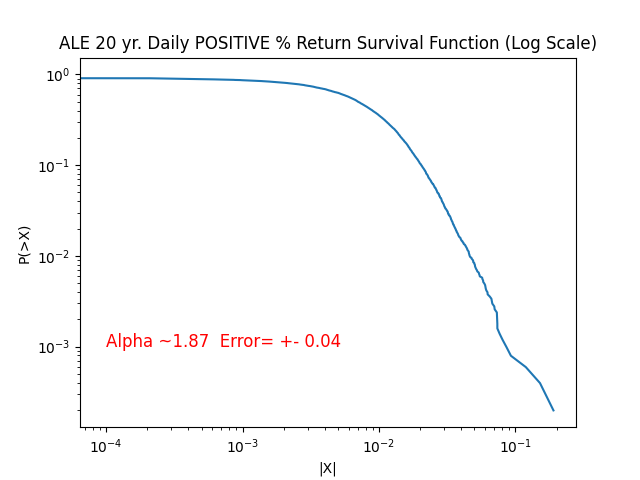 ALE 20 yr. Daily POSITIVE % Return Survival Function (Log Scale)
10⁰
10⁻¹
10⁻²
10⁻³
P(>X)
Alpha ~1.87  Error= +- 0.04
10⁻⁴
10⁻³
10⁻²
10⁻¹
|X|